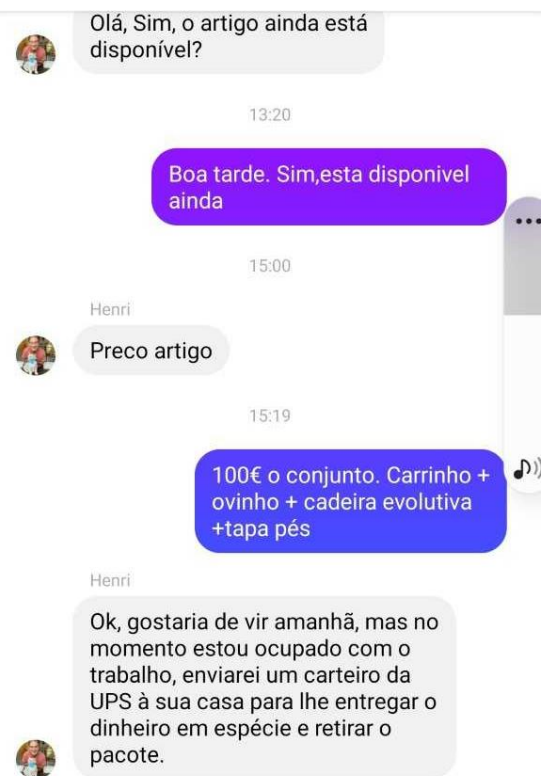 Olá, Sim, o artigo ainda está
disponível?
13:20
Boa tarde. Sim,esta disponivel
ainda
15:00
Henri
Preco artigo
15:19
100€ o conjunto. Carrinho +
ovinho + cadeira evolutiva
+tapa pés
Henri
Ok, gostaria de vir amanhã, mas no
momento estou ocupado com o
trabalho, enviarei um carteiro da
UPS à sua casa para lhe entregar o
dinheiro em espécie e retirar o
pacote.